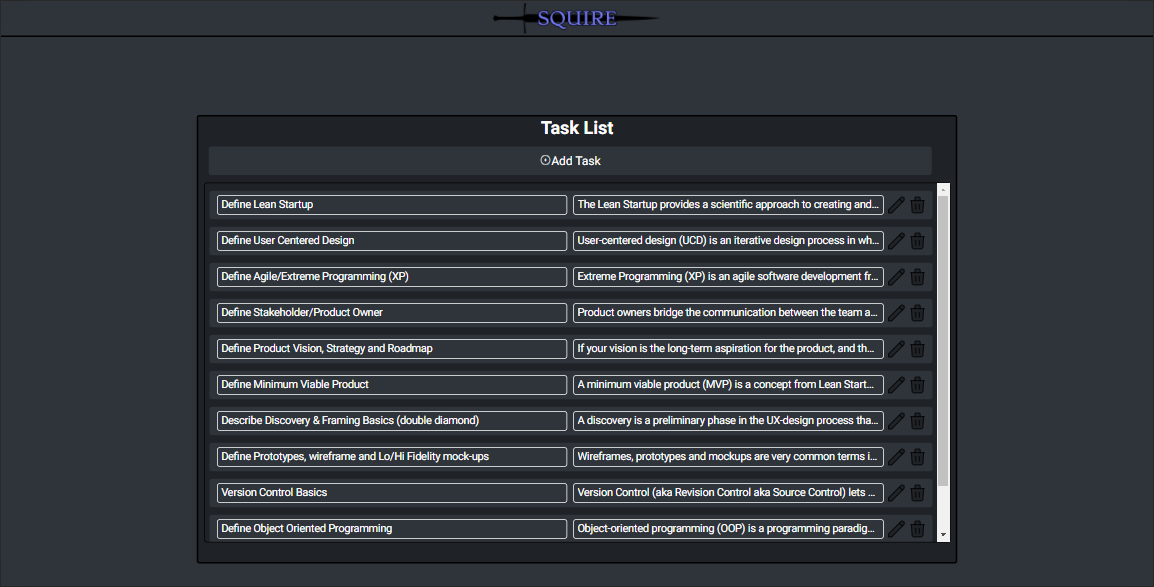 SQUIRE
Task List
Add Task
Define Lean Startup
The Lean Startup provides a scientific approach to creating and...
Define User Centered Design
User-centered design (UCD) is an iterative design process in wh...
Define Agile/Extreme Programming (XP)
Extreme Programming (XP) is an agile software development fr...
Define Stakeholder/Product Owner
Product owners bridge the communication between the team a...
Define Product Vision, Strategy and Roadmap
If your vision is the long-term aspiration for the product, and th...
Define Minimum Viable Product
A minimum viable product (MVP) is a concept from Lean Start...
Describe Discovery & Framing Basics (double diamond)
A discovery is a preliminary phase in the UX-design process tha...
Define Prototypes, wireframe and Lo/Hi Fidelity mock-ups
Wireframes, prototypes and mockups are very common terms i...
Version Control Basics
Version Control (aka Revision Control aka Source Control) lets ...
Define Object Oriented Programming
Object-oriented programming (OOP) is a programming paradig...